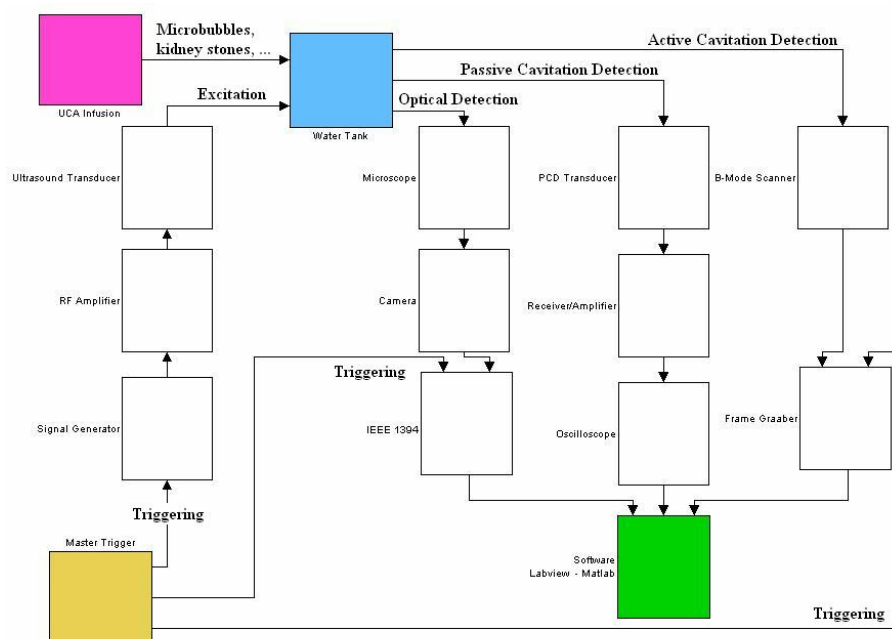 Microbubbles,
kidney stones, ...
Active Cavitation Detection
Passive Cavitation Detection
Excitation
Optical Detection
UCA Infusion
Water Tank
Ultrasound Transducer
Microscope
PCD Transducer
B-Mode Scanner
RF Amplifier
Camera
Receiver/Amplifier
Triggering
Signal Generator
IEEE 1394
Oscilloscope
Frame Graaber
Triggering
Master Trigger
Software
Labview - Matlab
Triggering